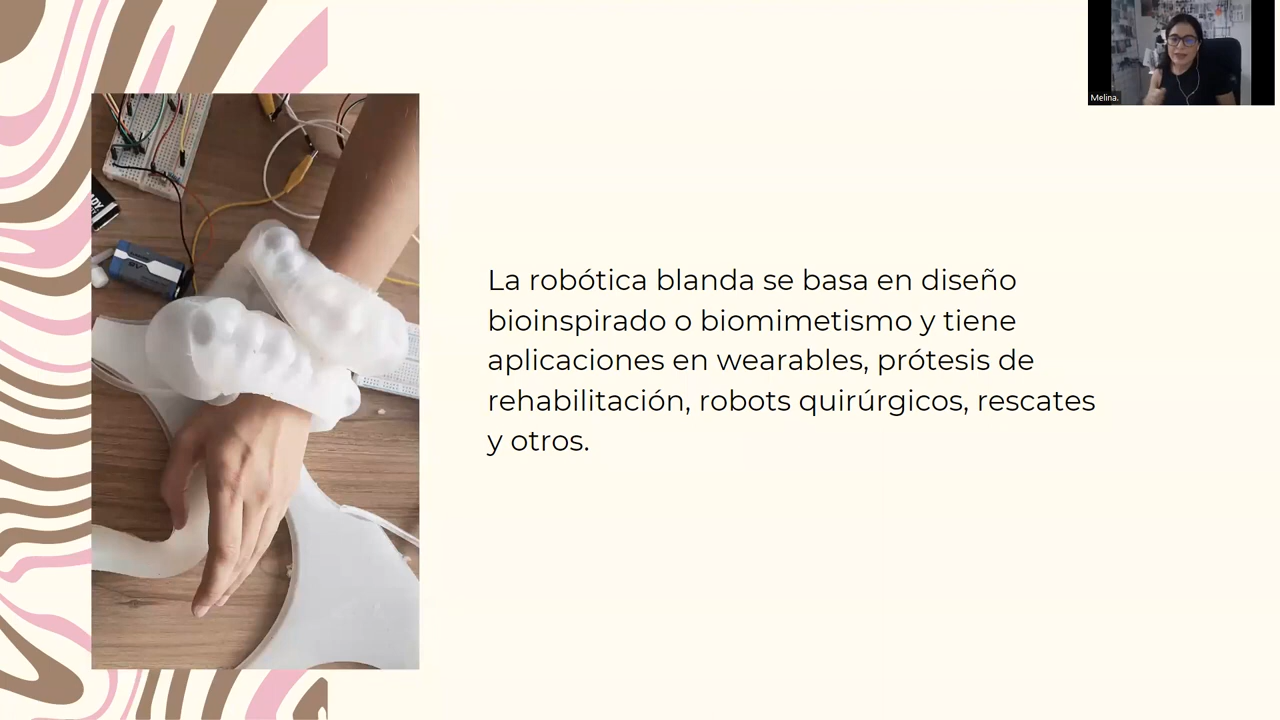 Melina.
La robótica blanda se basa en diseño
bioinspirado o biomimetismo y tiene
aplicaciones en wearables, prótesis de
rehabilitación, robots quirúrgicos, rescates
y otros.